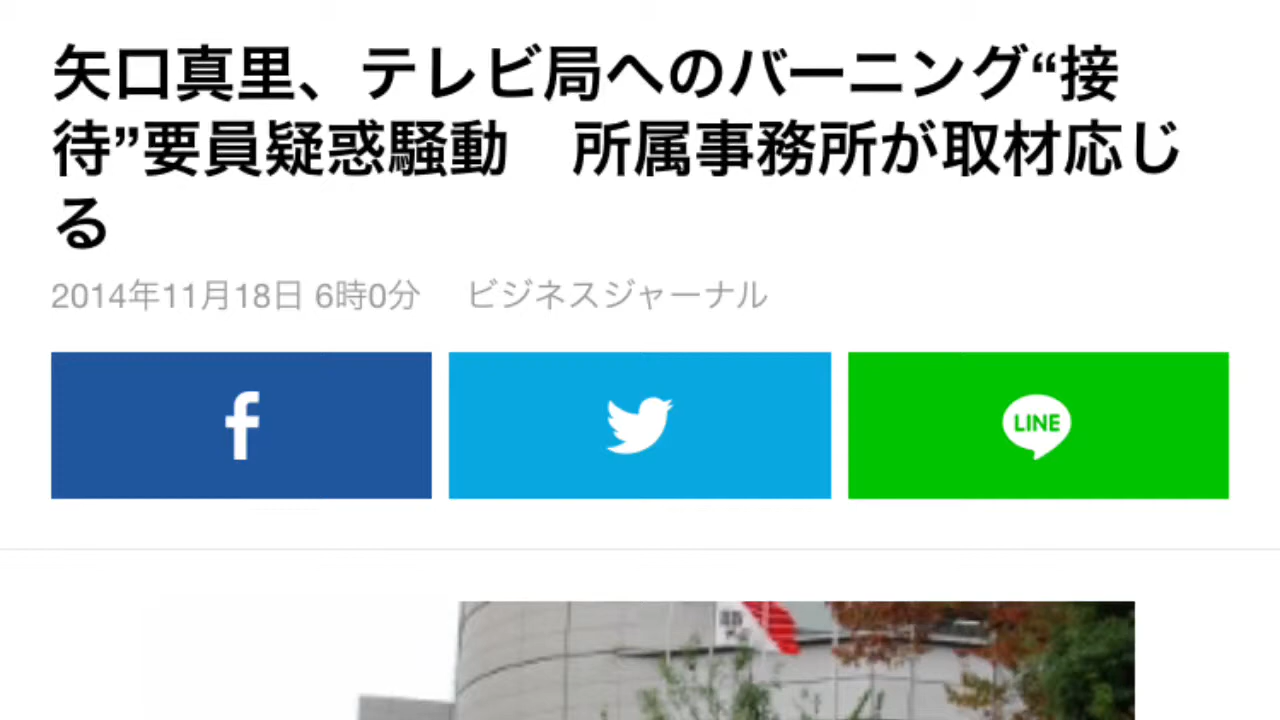 矢口真里、テレビ局へのバーニング“接
待”要員疑惑騒動　所属事務所が取材応じ
る
2014年11月18日 6時0分　ビジネスジャーナル
LINE